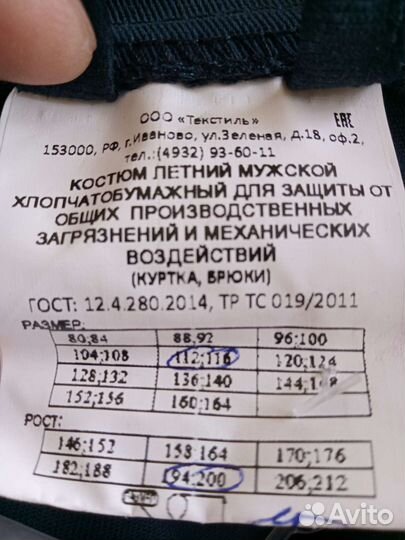 ООО «Текстиль» EAC
153000, РФ, г.Иваново, ул.Зеленая, д.18, оф.2,
тел.:(4932) 93-60-11
КОСТЮМ ЛЕТНИЙ МУЖСКОЙ
ХЛОПЧАТОБУМАЖНЫЙ ДЛЯ ЗАЩИТЫ ОТ
ОБЩИХ ПРОИЗВОДСТВЕННЫХ
ЗАГРЯЗНЕНИЙ И МЕХАНИЧЕСКИХ
ВОЗДЕЙСТВИЙ
(КУРТКА, БРЮКИ)
ГОСТ: 12.4.280.2014, ТР ТС 019/2011
РАЗМЕР:
80;84 88;92 96;100
104;108 112;116 120;124
128;132 136;140
152;156 160;164
РОСТ:
146;152 158;164 170;176
182;188 194;200 206;212
Avito